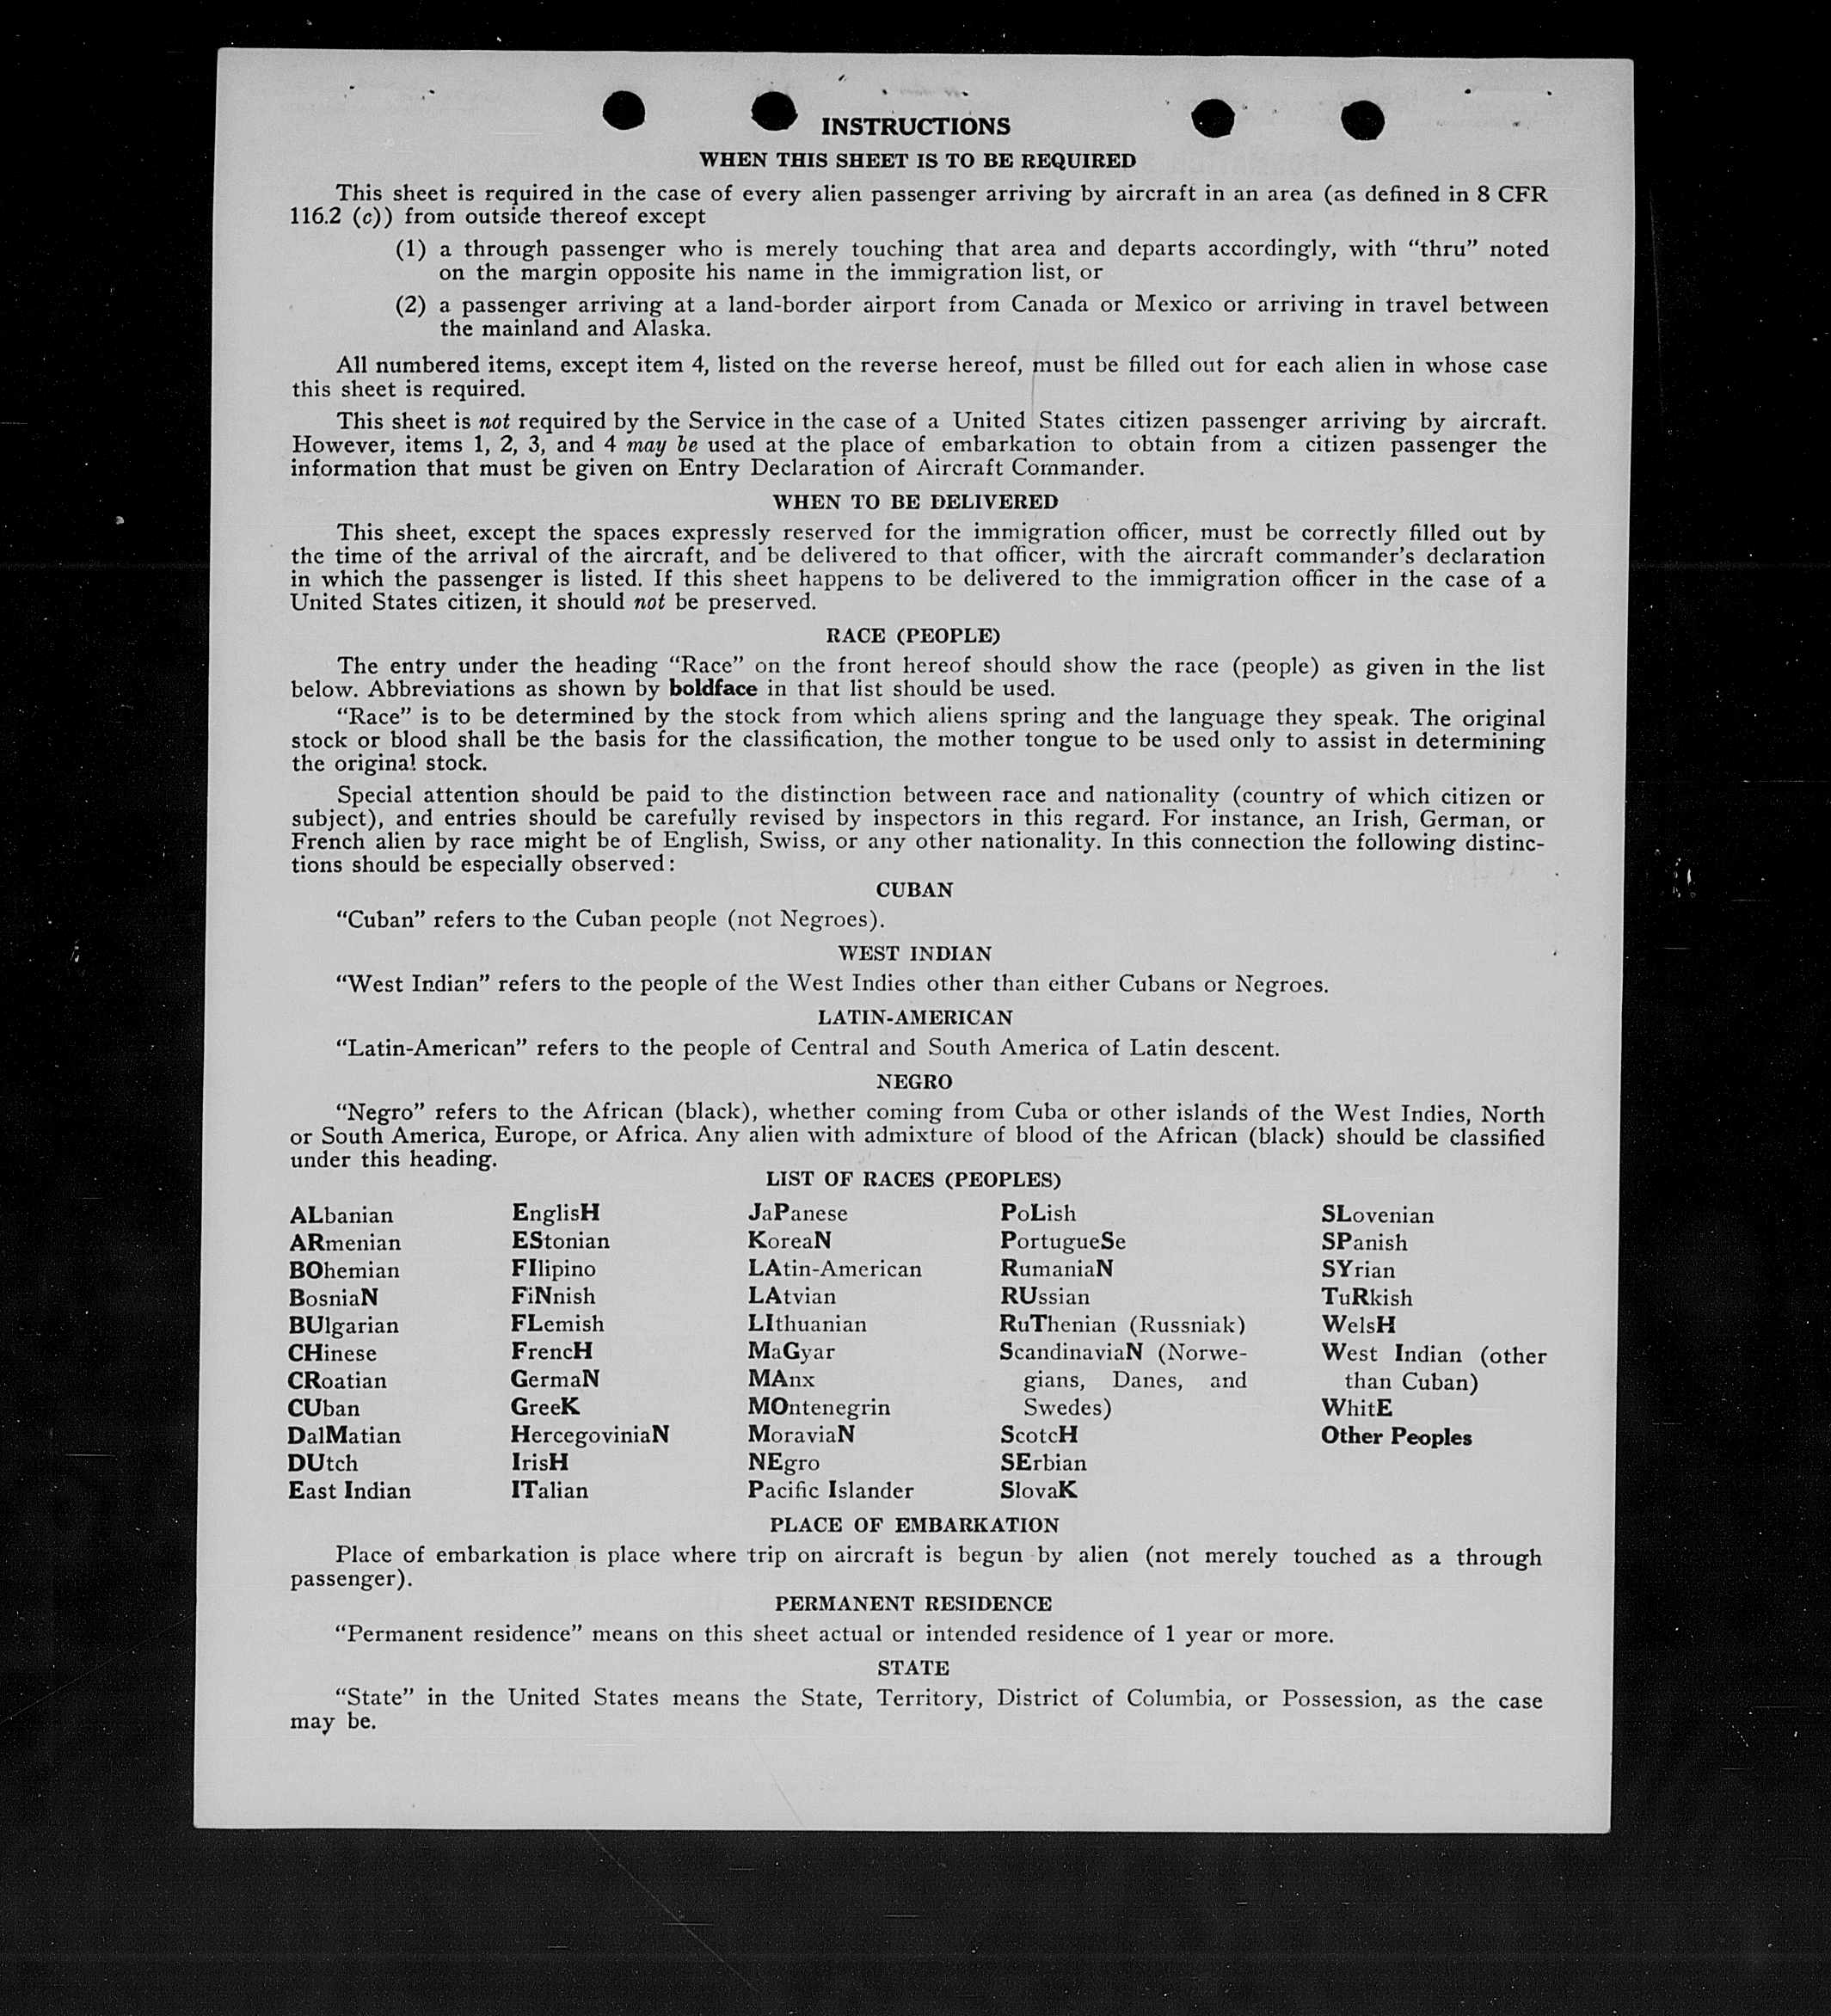 INSTRUCTIONS
WHEN THIS SHEET IS TO BE REQUIRED
This sheet is required in the case of every alien passenger arriving by aircraft in an area (as defined in 8 CFR
116.2 (c)) from outside thereof except
(1) a through passenger who is merely touching that area and departs accordingly, with “thru” noted
on the margin opposite his name in the immigration list, or
(2) a passenger arriving at a land-border airport from Canada or Mexico or arriving in travel between
the mainland and Alaska.
All numbered items, except item 4, listed on the reverse hereof, must be filled out for each alien in whose case
this sheet is required.
This sheet is not required by the Service in the case of a United States citizen passenger arriving by aircraft.
However, items 1, 2, 3, and 4 may be used at the place of embarkation to obtain from a citizen passenger the
information that must be given on Entry Declaration of Aircraft Commander.
WHEN TO BE DELIVERED
This sheet, except the spaces expressly reserved for the immigration officer, must be correctly filled out by
the time of the arrival of the aircraft, and be delivered to that officer, with the aircraft commander’s declaration
in which the passenger is listed. If this sheet happens to be delivered to the immigration officer in the case of a
United States citizen, it should not be preserved.
RACE (PEOPLE)
The entry under the heading “Race” on the front hereof should show the race (people) as given in the list
below. Abbreviations as shown by boldface in that list should be used.
“Race” is to be determined by the stock from which aliens spring and the language they speak. The original
stock or blood shall be the basis for the classification, the mother tongue to be used only to assist in determining
the original stock.
Special attention should be paid to the distinction between race and nationality (country of which citizen or
subject), and entries should be carefully revised by inspectors in this regard. For instance, an Irish, German, or
French alien by race might be of English, Swiss, or any other nationality. In this connection the following distinc-
tions should be especially observed:
CUBAN
“Cuban” refers to the Cuban people (not Negroes).
WEST INDIAN
“West Indian” refers to the people of the West Indies other than either Cubans or Negroes.
LATIN-AMERICAN
“Latin-American” refers to the people of Central and South America of Latin descent.
NEGRO
“Negro” refers to the African (black), whether coming from Cuba or other islands of the West Indies, North
or South America, Europe, or Africa. Any alien with admixture of blood of the African (black) should be classified
under this heading.
LIST OF RACES (PEOPLES)
ALbanian
ARmenian
BOhemian
BosniaN
BUlgarian
CHinese
CRoatian
CUban
DalMatian
DUtch
East Indian
EnglisH
EStonian
FIlipino
FiNnish
FLemish
FrencH
GermaN
GreeK
HercegoviniaN
IrisH
ITalian
JaPanese
KoreaN
LAtin-American
LAtvian
LIthuanian
MaGyar
MAnx
MOntenegrin
MoraviaN
NEgro
Pacific Islander
PoLish
PortugueSe
RumaniaN
RUssian
RuThenian (Russniak)
ScandinaviaN (Norwe-
gians, Danes, and
Swedes)
ScotcH
SErbian
SlovaK
SLovenian
SPanish
SYrian
TuRkish
WelsH
West Indian (other
than Cuban)
WhitE
Other Peoples
PLACE OF EMBARKATION
Place of embarkation is place where trip on aircraft is begun by alien (not merely touched as a through
passenger).
PERMANENT RESIDENCE
“Permanent residence” means on this sheet actual or intended residence of 1 year or more.
STATE
“State” in the United States means the State, Territory, District of Columbia, or Possession, as the case
may be.